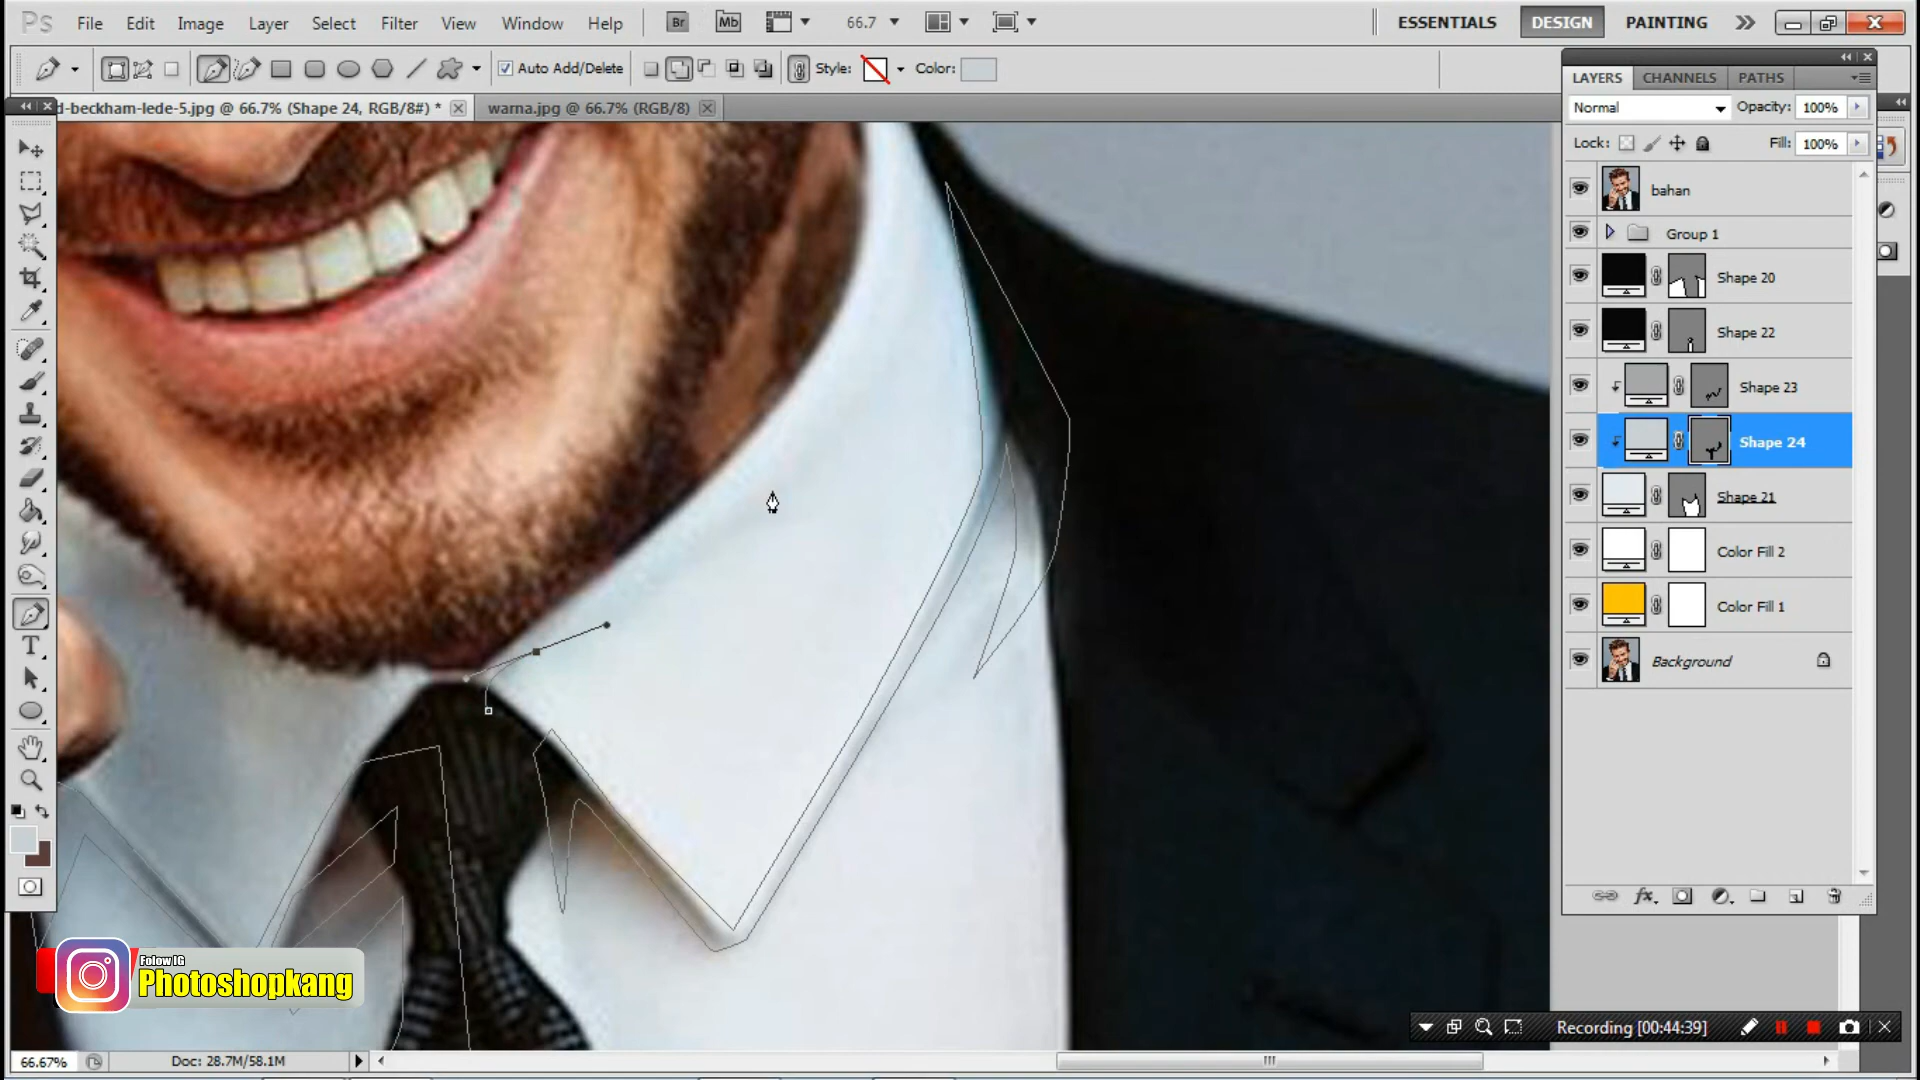 Ps File Edit Image Layer Select Filter View Window Help Br Mb 66.7 ESSENTIALS DESIGN PAINTING
Auto Add/Delete Style: Color:
d-beckham-lede-5.jpg @ 66.7% (Shape 24, RGB/8#) * warna.jpg @ 66.7% (RGB/8)
LAYERS CHANNELS PATHS
Normal Opacity: 100%
Lock: Fill: 100%
bahan
Group 1
Shape 20
Shape 22
Shape 23
Shape 24
Shape 21
Color Fill 2
Color Fill 1
Background
T
fx
Folow IG
Photoshopkang
Recording [00:44:39]
66.67% Doc: 28.7M/58.1M